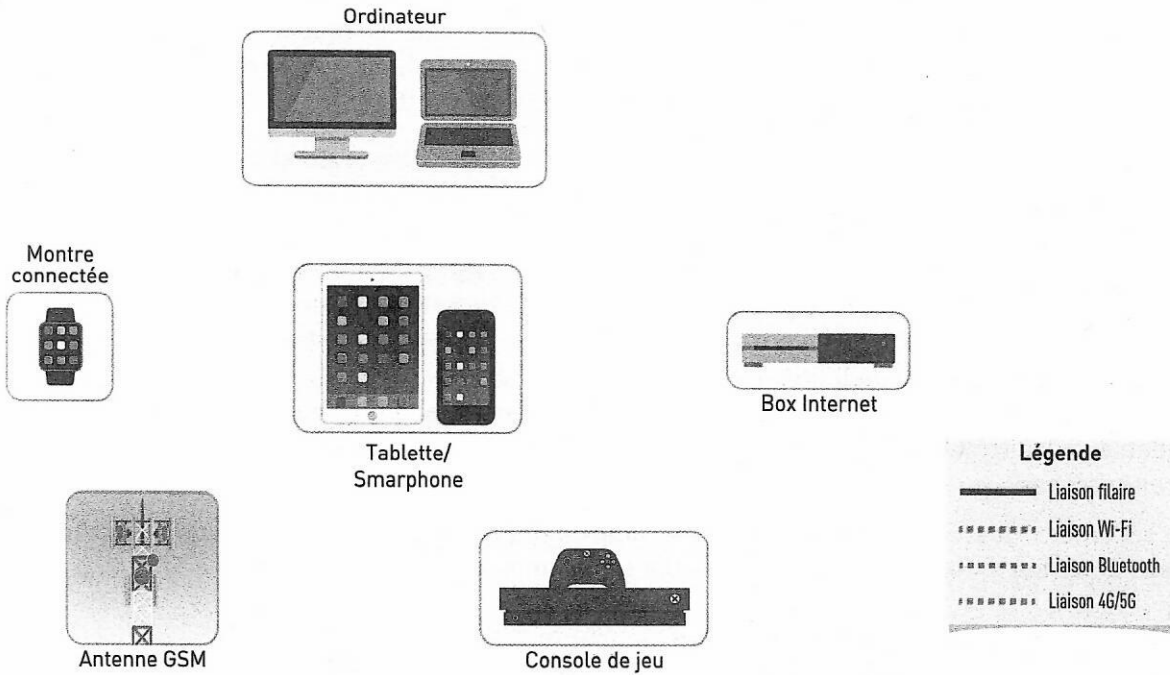 Ordinateur
Montre
connectée
Tablette/
Smarphone
Box Internet
Légende
Liaison filaire
Liaison Wi-Fi
Liaison Bluetooth
Liaison 4G/5G
Antenne GSM
Console de jeu